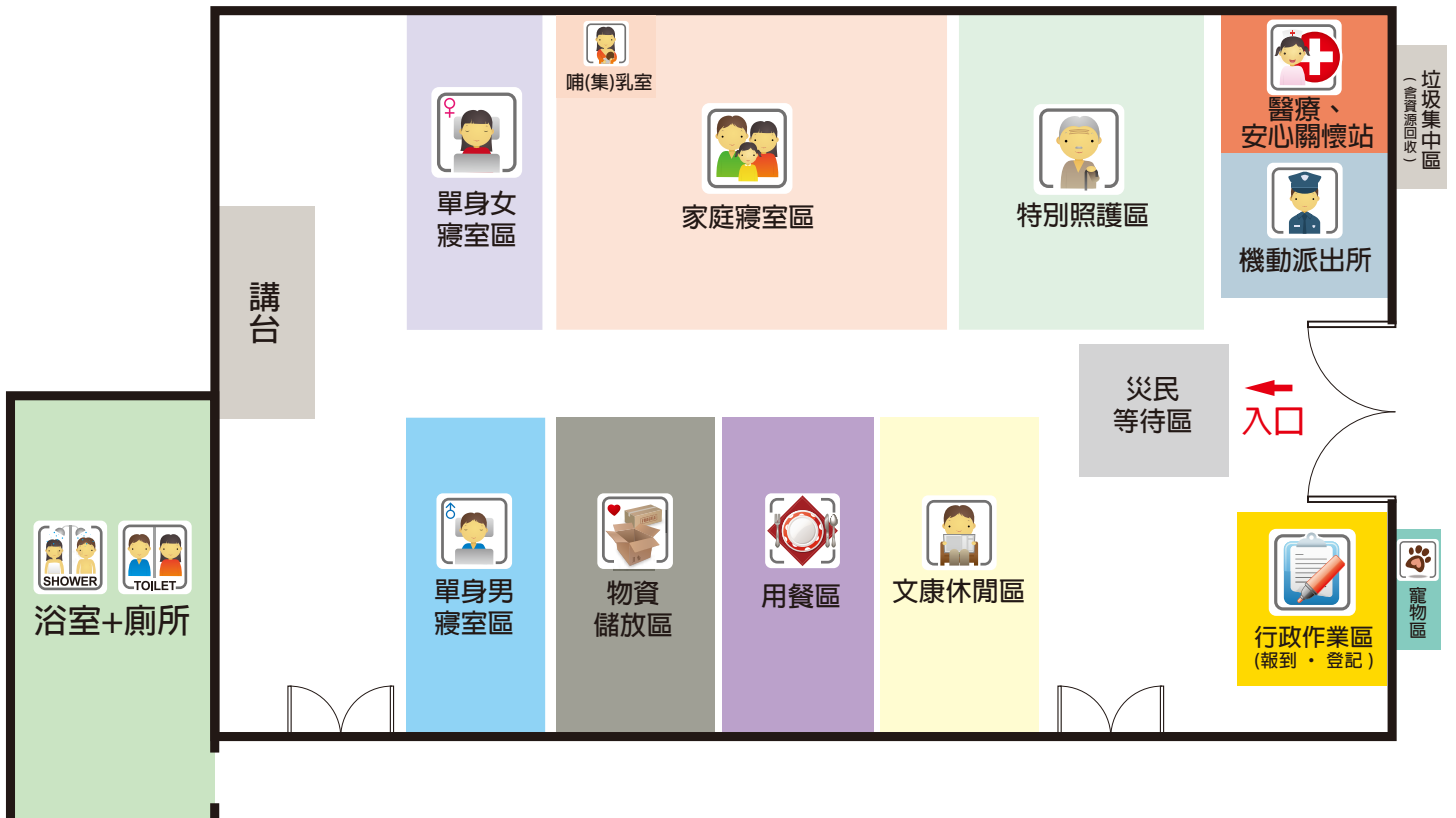 哺(集)乳室
單身女
寢室區
家庭寢室區
特別照護區
醫療、
安心關懷站
機動派出所
垃圾集中區
(含資源回收)
講台
災民
等待區
入口
SHOWER
TOILET
浴室+廁所
單身男
寢室區
物資
儲放區
用餐區
文康休閒區
行政作業區
(報到 · 登記)
寵物區